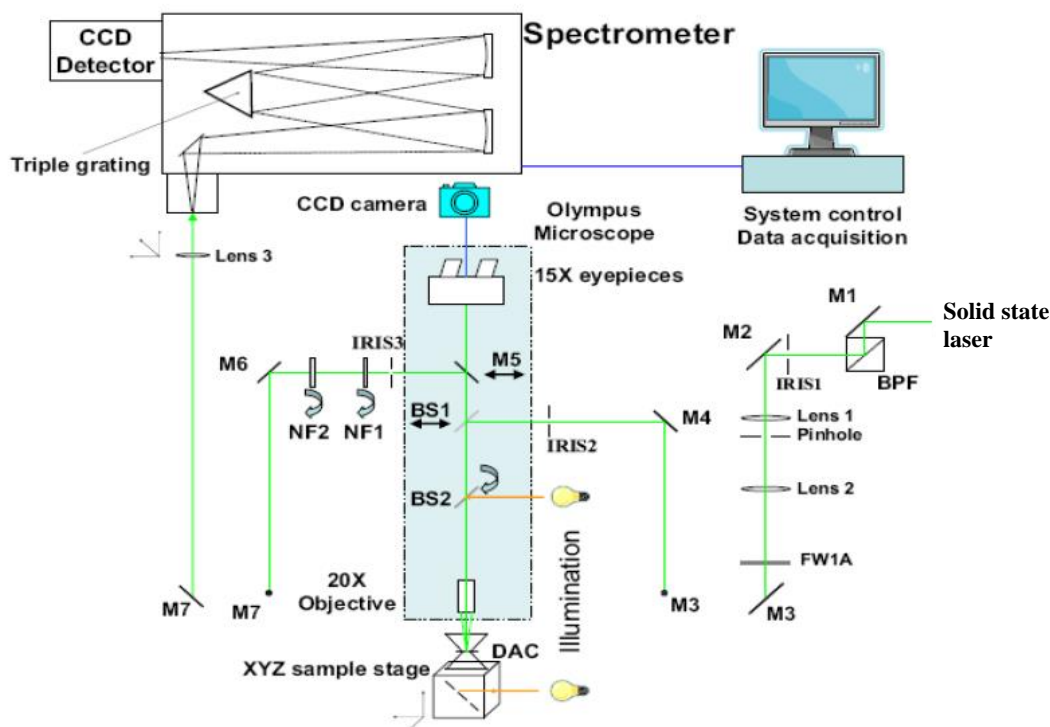 CCD
Detector
Spectrometer
Triple grating
CCD camera
System control
Data acquisition
Olympus
Microscope
Lens 3
15X eyepieces
M1
Solid state
laser
M2
IRIS1
BPF
M6
IRIS3
M5
NF2
NF1
BS1
IRIS2
M4
Lens 1
Pinhole
Lens 2
BS2
FW1A
Illumination
20X
Objective
M7
M7
M3
M3
DAC
XYZ sample stage